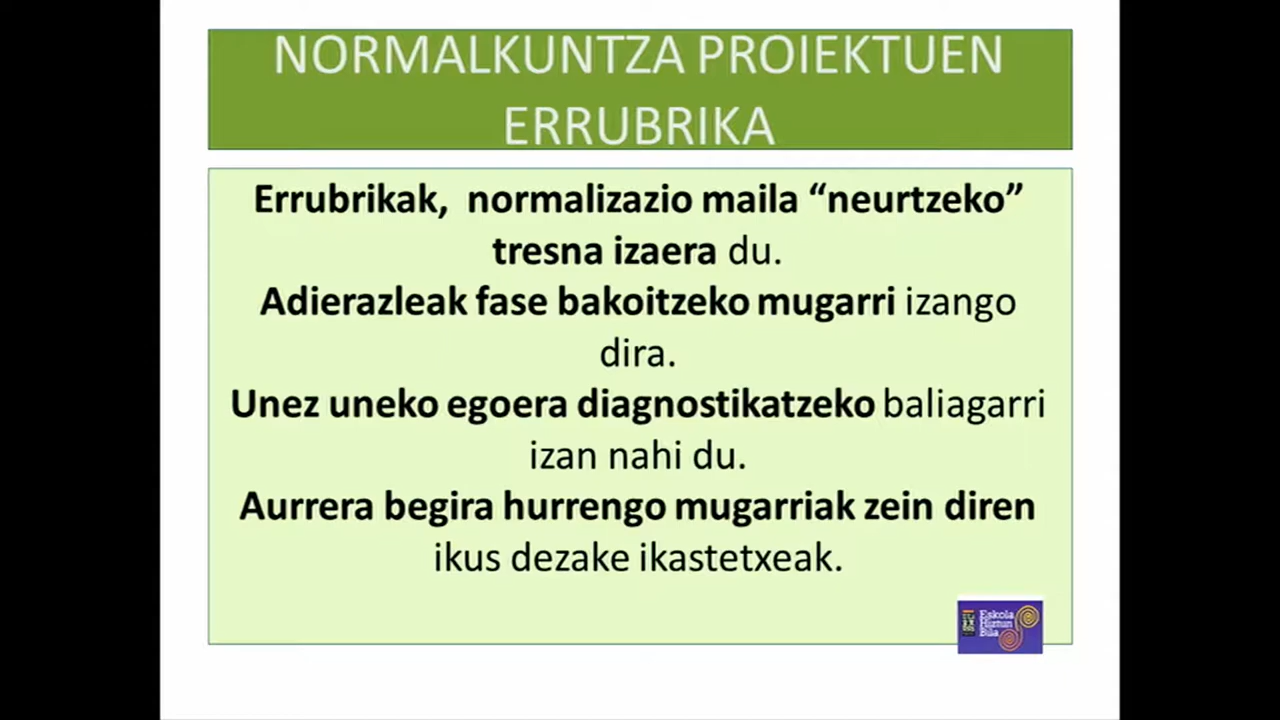 NORMALKUNTZA PROIEKTUEN
ERRUBRIKA
Errubrikak, normalizazio maila “neurtzeko”
tresna izaera du.
Adierazleak fase bakoitzeko mugarri izango
dira.
Unez uneko egoera diagnostikatzeko baliagarri
izan nahi du.
Aurrera begira hurrengo mugarriak zein diren
ikus dezake ikastetxeak.
Eskola
Hiztun
Bila